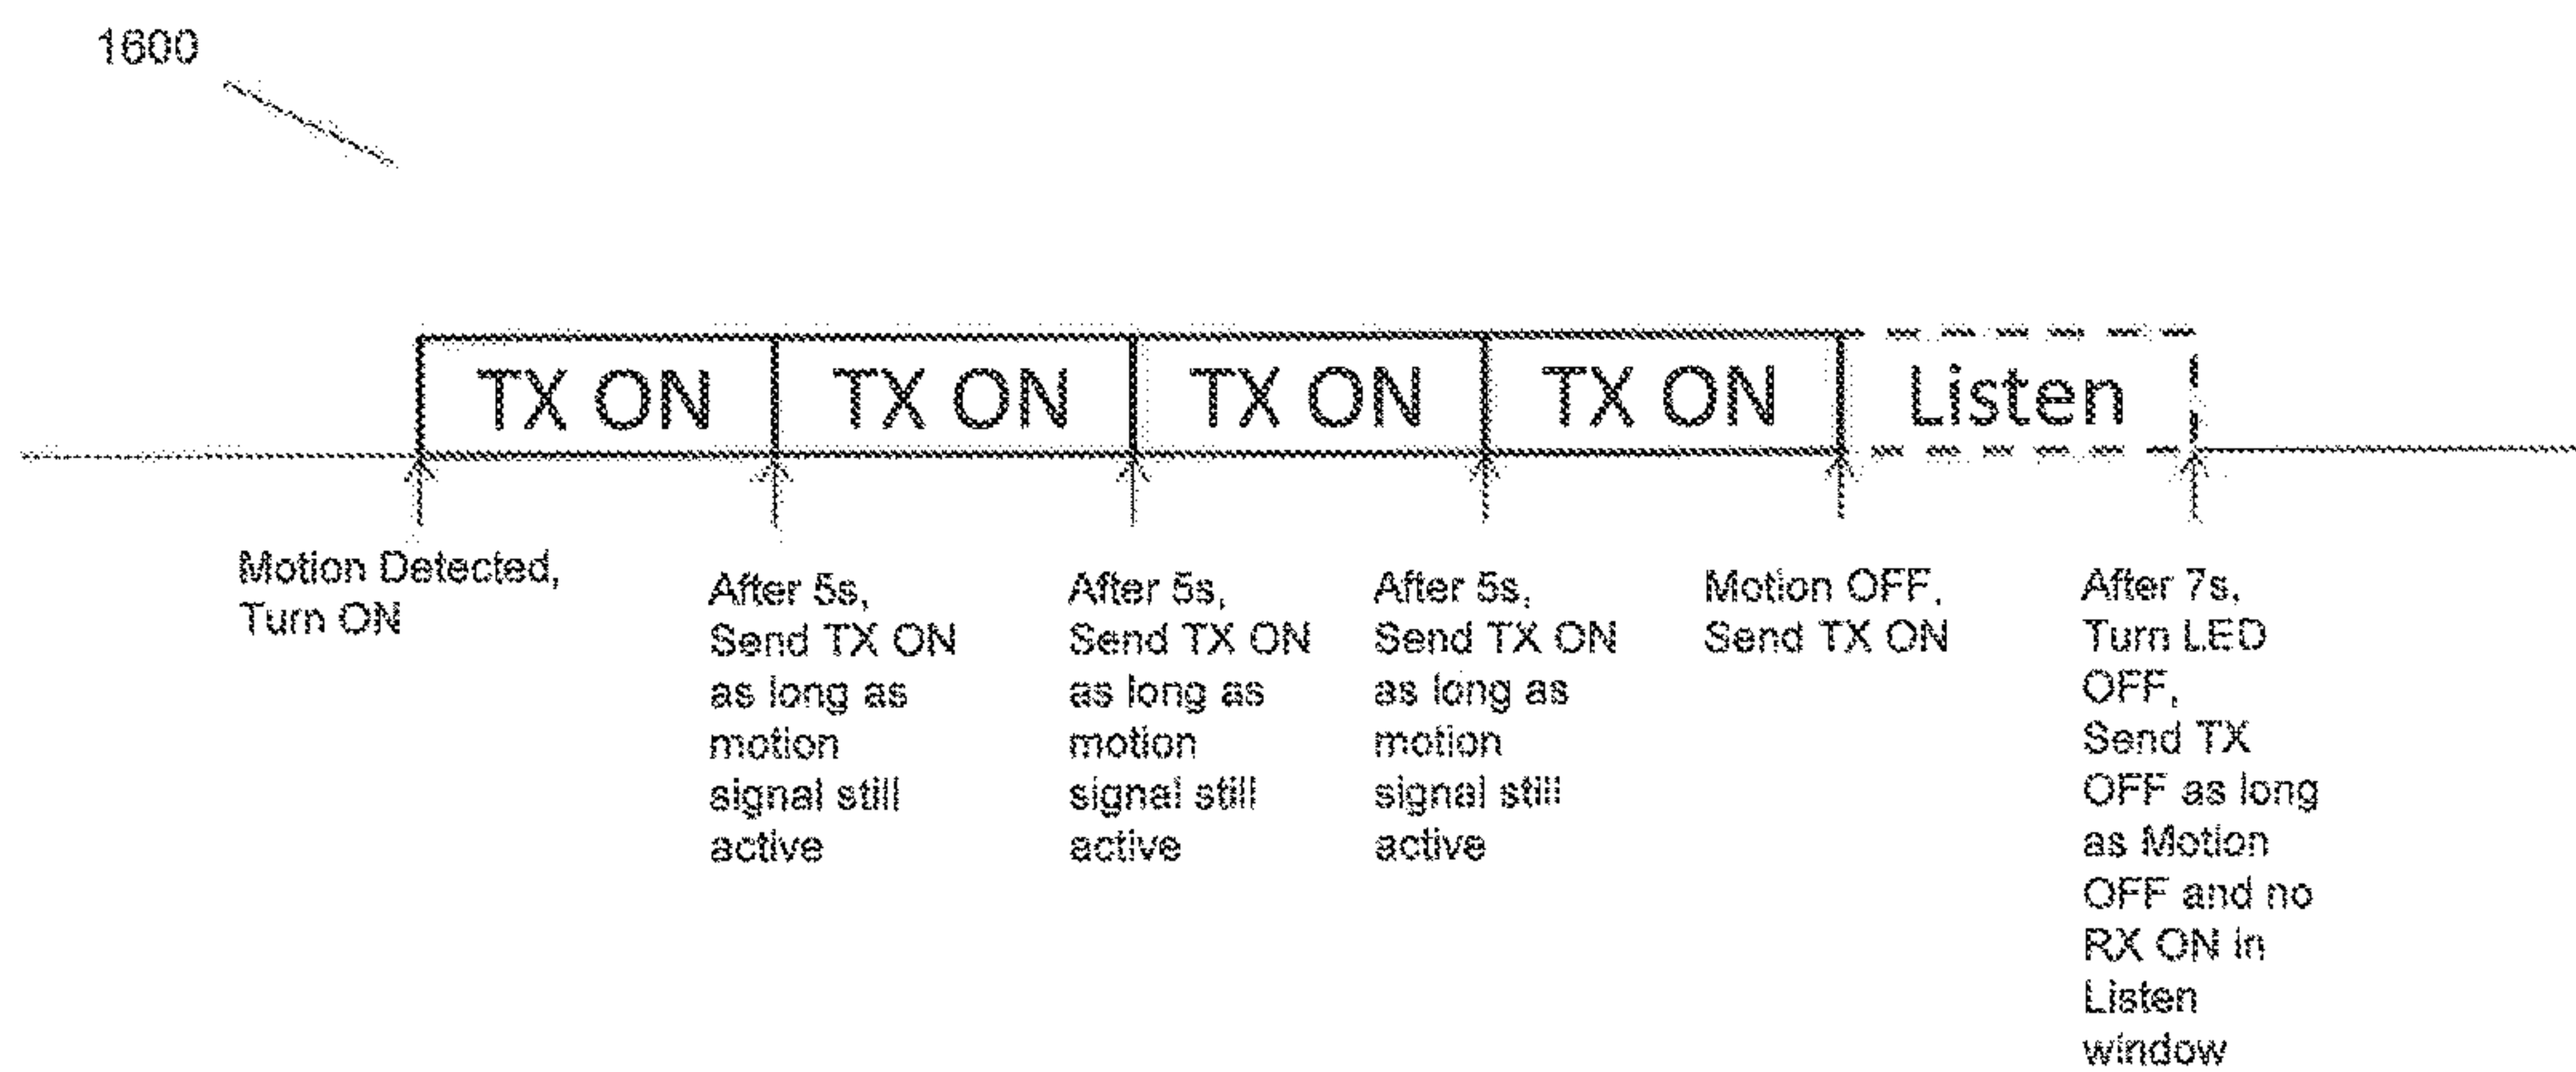 1600
TX ON TX ON TX ON TX ON Listen
Motion Detected,
Turn ON
After 5s,
Send TX ON
as long as
motion
signal still
active
After 5s,
Send TX ON
as long as
motion
signal still
active
After 5s,
Send TX ON
as long as
motion
signal still
active
Motion OFF,
Send TX ON
After 7s,
Turn LED
OFF,
Send TX
OFF as long
as Motion
OFF and no
RX ON in
Listen
window